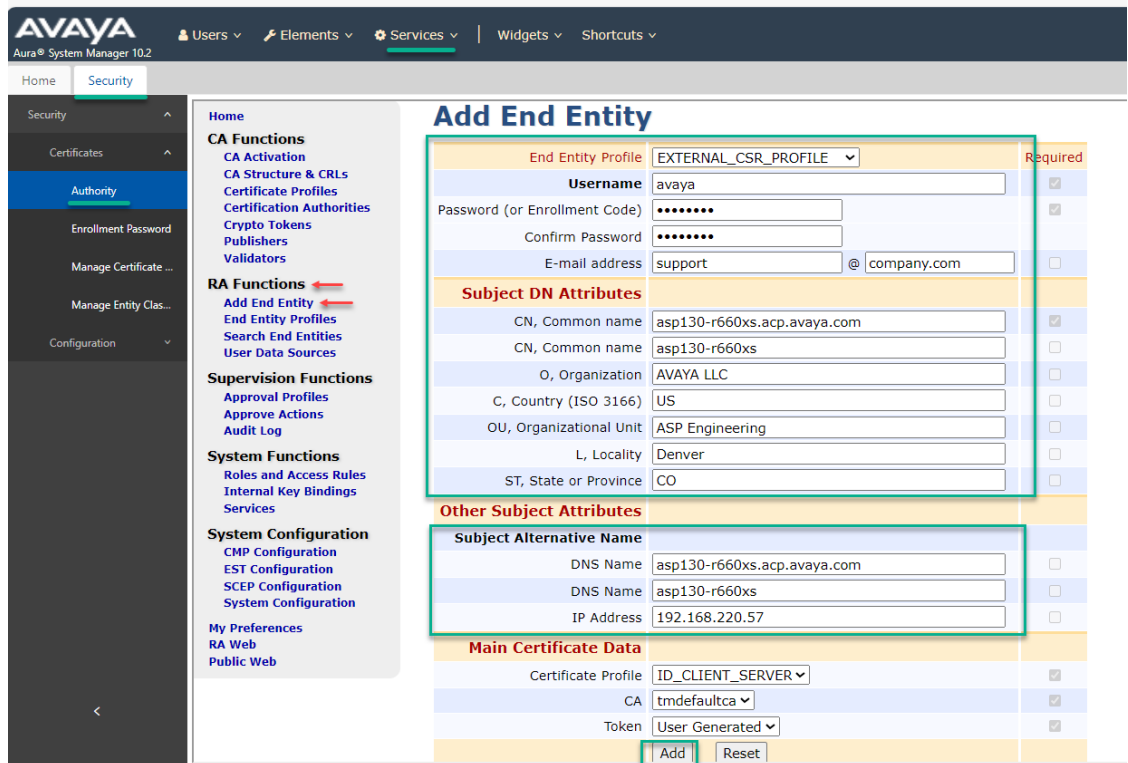 AVAYA
Aura® System Manager 10.2
Users Elements Services Widgets Shortcuts
Home Security
Security
Certificates
Authority
Enrollment Password
Manage Certificate ...
Manage Entity Clas...
Configuration
Home
CA Functions
CA Activation
CA Structure & CRLs
Certificate Profiles
Certification Authorities
Crypto Tokens
Publishers
Validators
RA Functions
Add End Entity
End Entity Profiles
Search End Entities
User Data Sources
Supervision Functions
Approval Profiles
Approve Actions
Audit Log
System Functions
Roles and Access Rules
Internal Key Bindings
Services
System Configuration
CMP Configuration
EST Configuration
SCEP Configuration
System Configuration
My Preferences
RA Web
Public Web
Add End Entity
End Entity Profile EXTERNAL_CSR_PROFILE Required
Username avaya
Password (or Enrollment Code) ••••••••
Confirm Password ••••••••
E-mail address support @ company.com
Subject DN Attributes
CN, Common name asp130-r660xs.acp.avaya.com
CN, Common name asp130-r660xs
O, Organization AVAYA LLC
C, Country (ISO 3166) US
OU, Organizational Unit ASP Engineering
L, Locality Denver
ST, State or Province CO
Other Subject Attributes
Subject Alternative Name
DNS Name asp130-r660xs.acp.avaya.com
DNS Name asp130-r660xs
IP Address 192.168.220.57
Main Certificate Data
Certificate Profile ID_CLIENT_SERVER
CA tmdefaultca
Token User Generated
Add Reset